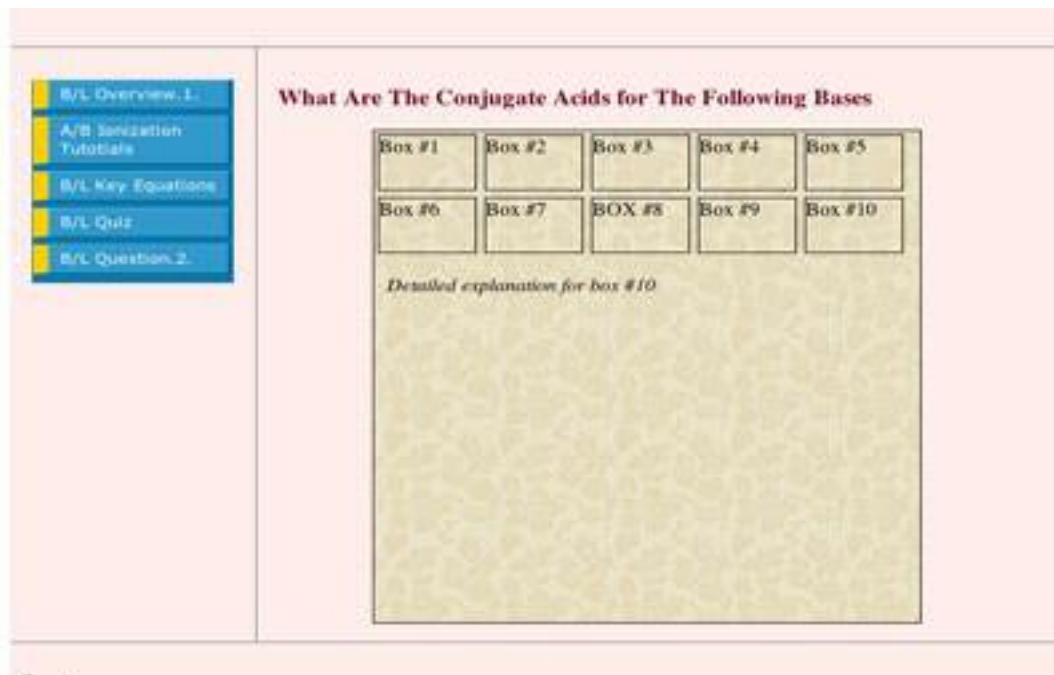 B/L Overview.1.
A/B Ionization
Tutotials
B/L Key Equations
B/L Quiz
B/L Question.2.
What Are The Conjugate Acids for The Following Bases
Box #1 Box #2 Box #3 Box #4 Box #5
Box #6 Box #7 BOX #8 Box #9 Box #10
Detailed explanation for box #10